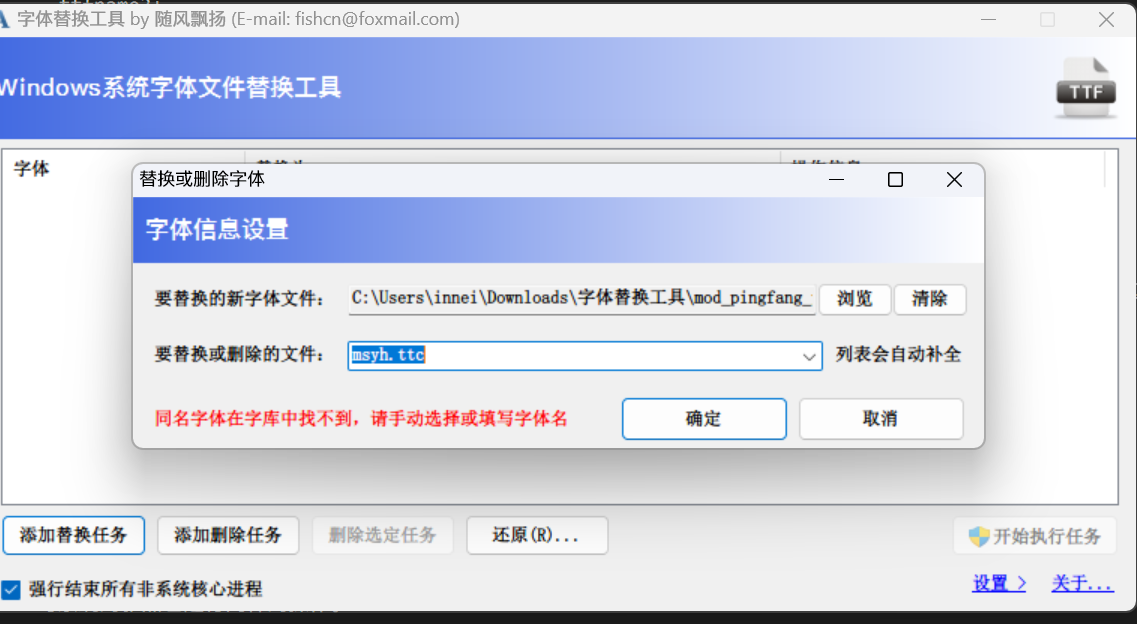 字体替换工具 by 随风飘扬 (E-mail: fishcn@foxmail.com)
Windows系统字体文件替换工具
TTF
字体
替换或删除字体
字体信息设置
要替换的新字体文件： C:\Users\innei\Downloads\字体替换工具\mod_pingfang_ 浏览 清除
要替换或删除的文件： msyh.ttc 列表会自动补全
同名字体在字库中找不到，请手动选择或填写字体名 确定 取消
添加替换任务 添加删除任务 删除选定任务 还原(R)... 开始执行任务
强行结束所有非系统核心进程 设置 > 关于...